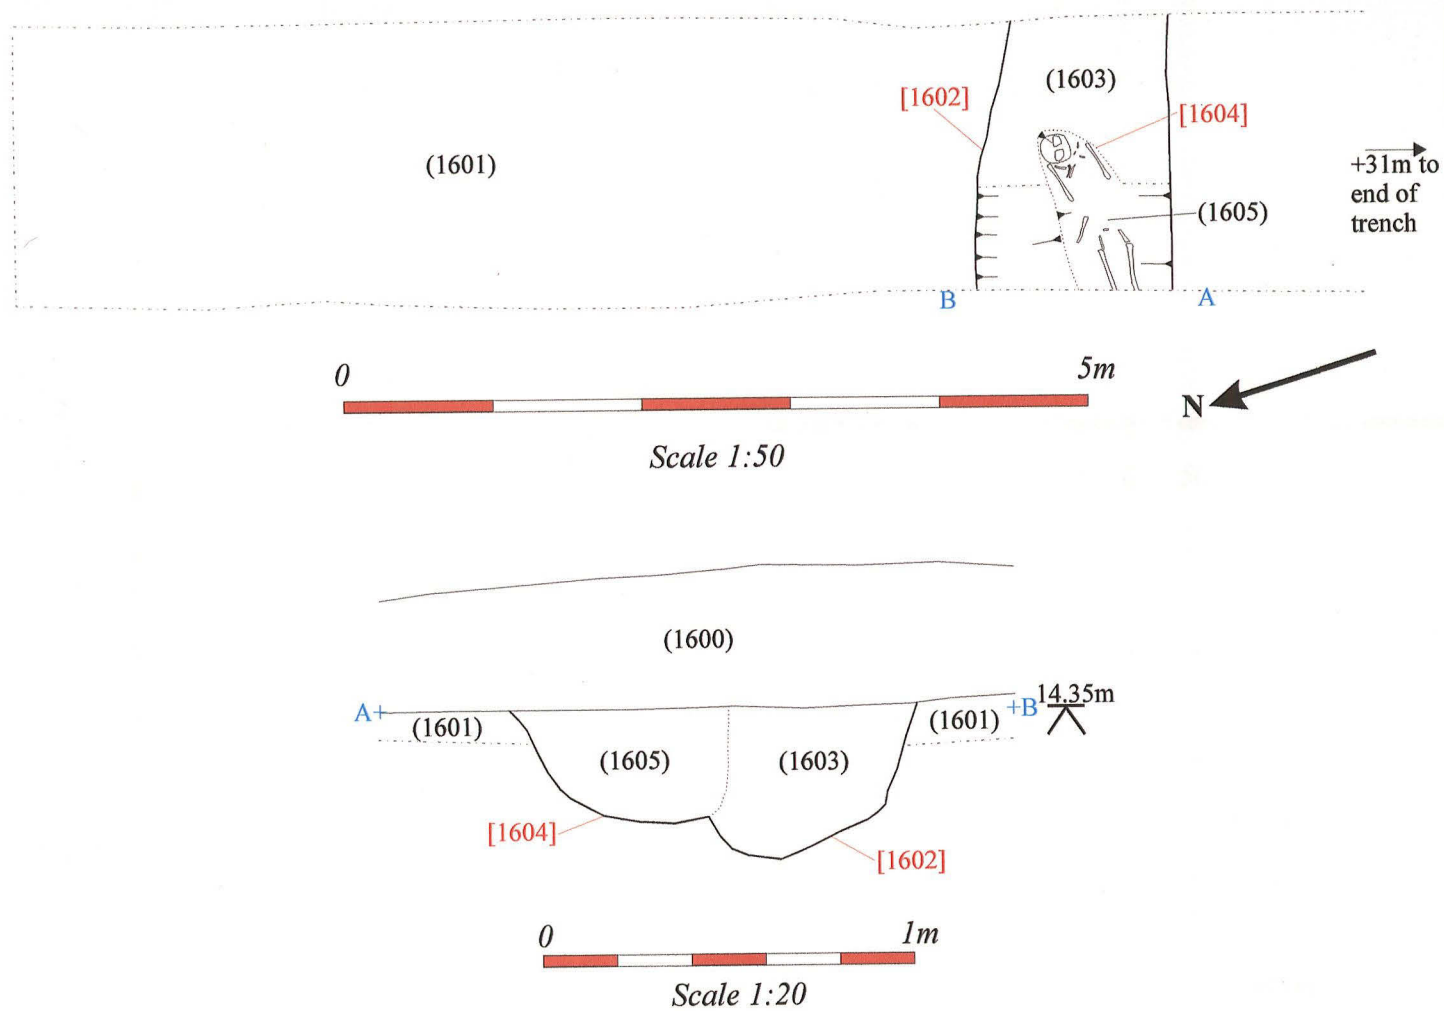 (1603)
[1602]
[1604]
(1601)
+31m to
end of
trench
(1605)
B
A
0
5m
N
Scale 1:50
(1600)
14.35m
A+
+B
(1601)
(1601)
(1605)
(1603)
[1604]
[1602]
0
1m
Scale 1:20